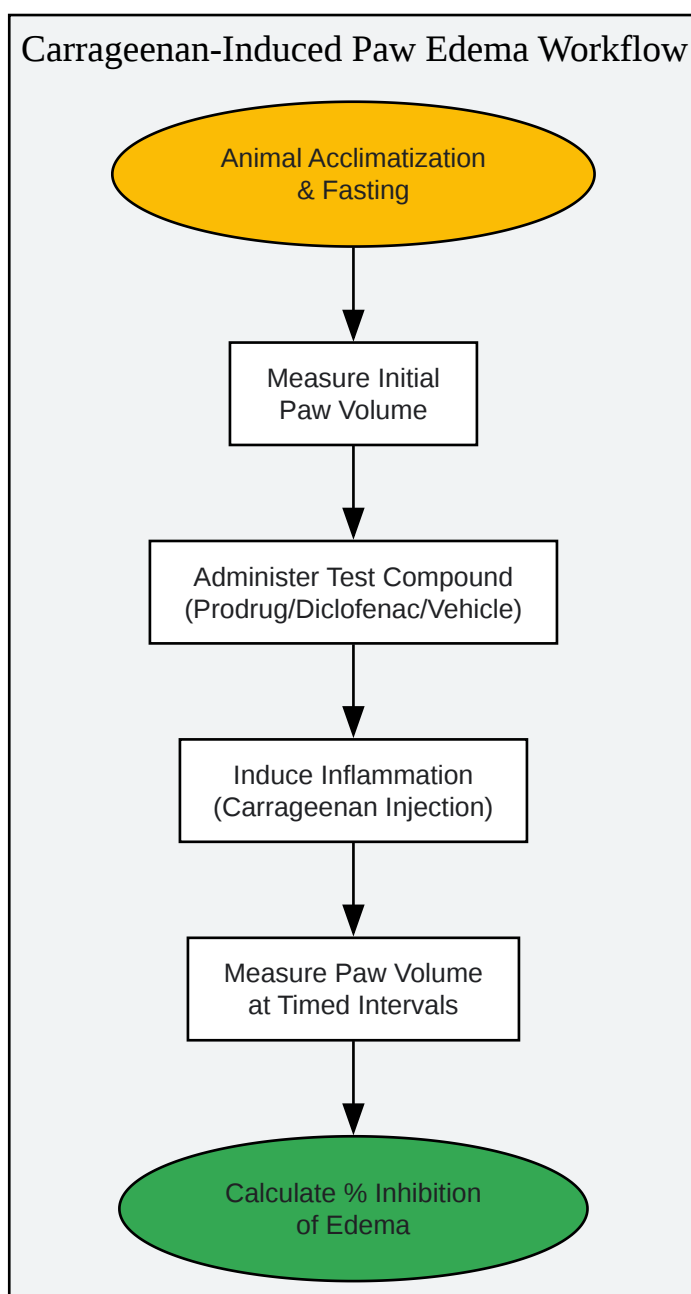 Carrageenan-Induced Paw Edema Workflow
Animal Acclimatization
& Fasting
Measure Initial
Paw Volume
Administer Test Compound
(Prodrug/Diclofenac/Vehicle)
Induce Inflammation
(Carrageenan Injection)
Measure Paw Volume
at Timed Intervals
Calculate % Inhibition
of Edema